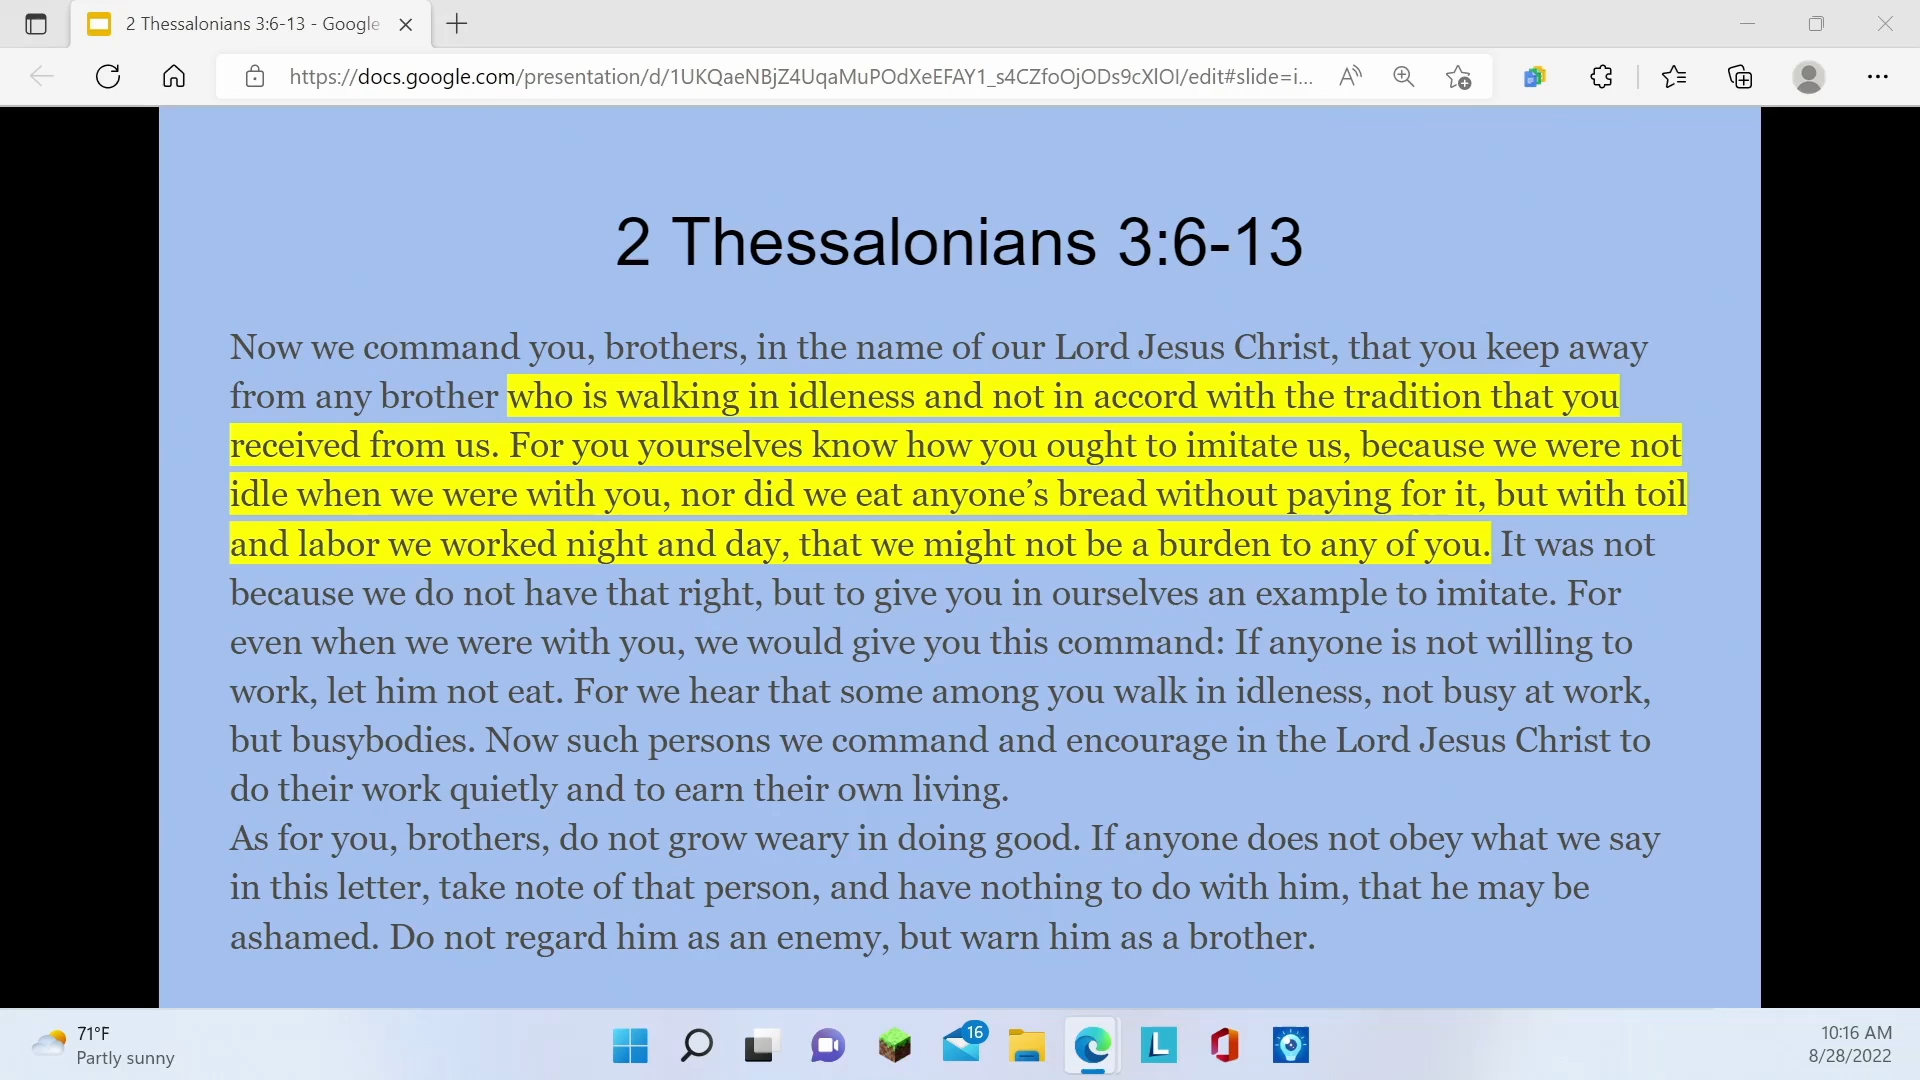 2 Thessalonians 3:6-13 - Google
https://docs.google.com/presentation/d/1UKQaeNBjZ4UqaMuPOdXeEFAY1_s4CZfoOjODs9cXlOI/edit#slide=i...
2 Thessalonians 3:6-13
Now we command you, brothers, in the name of our Lord Jesus Christ, that you keep away
from any brother who is walking in idleness and not in accord with the tradition that you
received from us. For you yourselves know how you ought to imitate us, because we were not
idle when we were with you, nor did we eat anyone’s bread without paying for it, but with toil
and labor we worked night and day, that we might not be a burden to any of you. It was not
because we do not have that right, but to give you in ourselves an example to imitate. For
even when we were with you, we would give you this command: If anyone is not willing to
work, let him not eat. For we hear that some among you walk in idleness, not busy at work,
but busybodies. Now such persons we command and encourage in the Lord Jesus Christ to
do their work quietly and to earn their own living.
As for you, brothers, do not grow weary in doing good. If anyone does not obey what we say
in this letter, take note of that person, and have nothing to do with him, that he may be
ashamed. Do not regard him as an enemy, but warn him as a brother.
71°F
Partly sunny
16
L
10:16 AM
8/28/2022